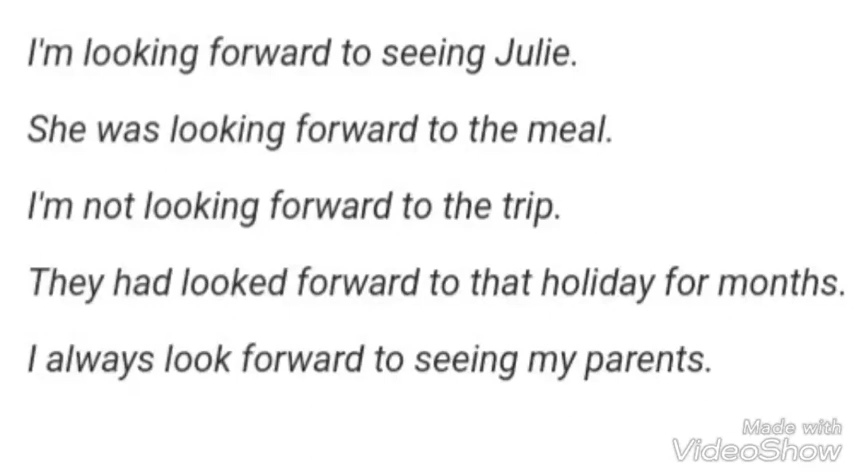 I'm looking forward to seeing Julie.
She was looking forward to the meal.
I'm not looking forward to the trip.
They had looked forward to that holiday for months.
I always look forward to seeing my parents.
Made with
VideoShow